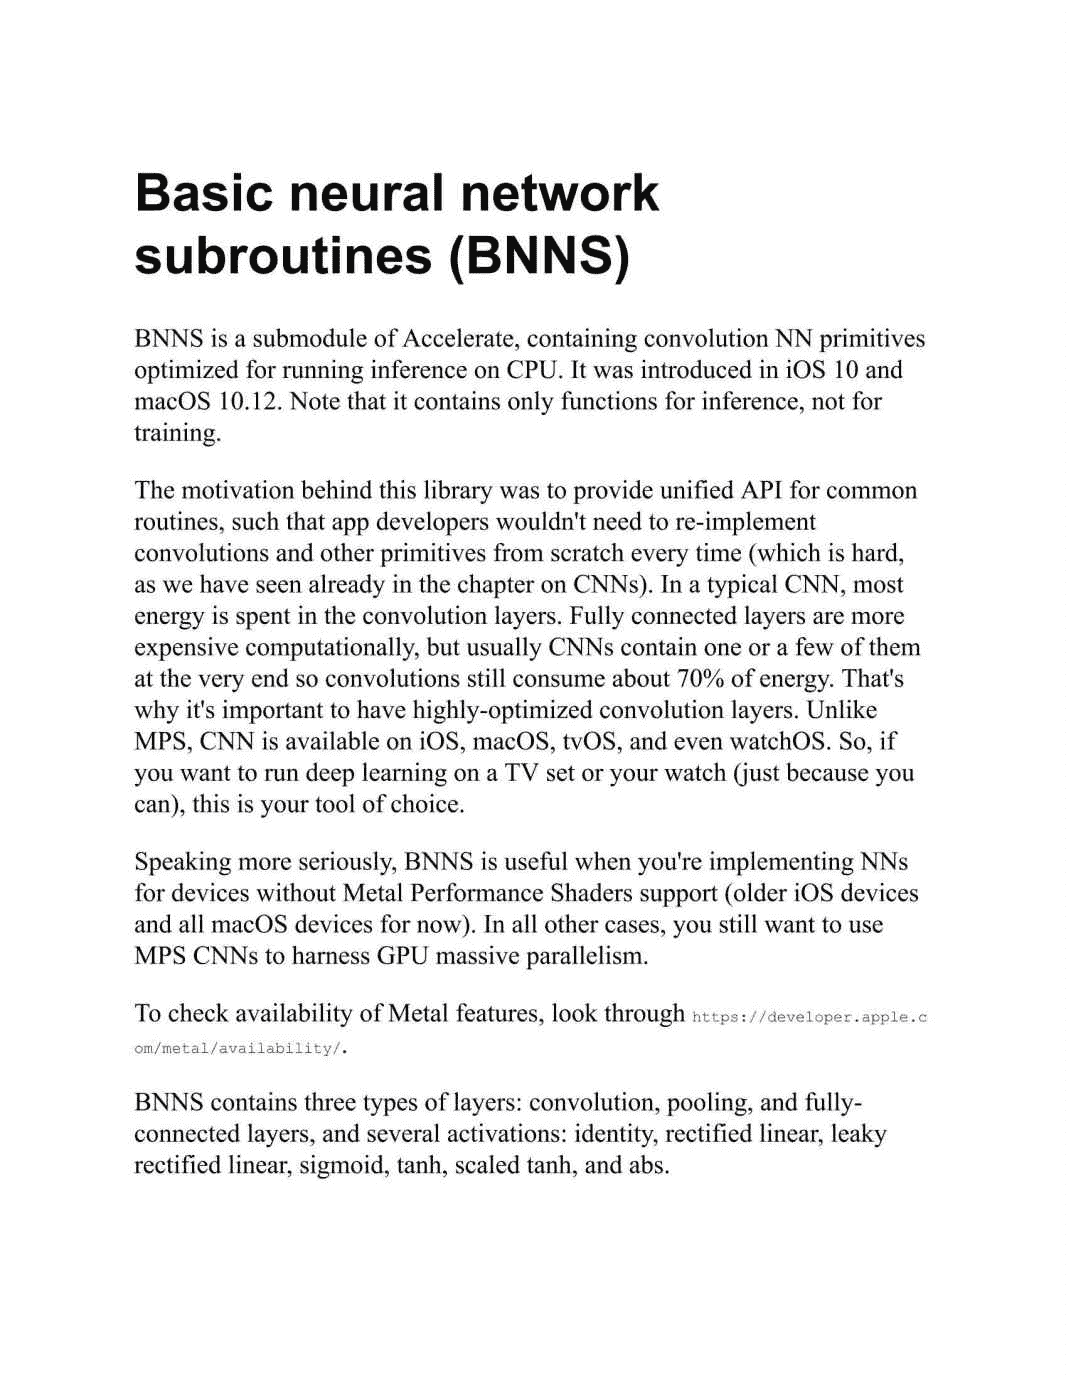 Basic neural network
subroutines (BNNS)
BNNS is a submodule of Accelerate, containing convolution NN primitives
optimized for running inference on CPU. It was introduced in iOS 10 and
macOS 10.12. Note that it contains only functions for inference, not for
training.
The motivation behind this library was to provide unified API for common
routines, such that app developers wouldn't need to re-implement
convolutions and other primitives from scratch every time (which is hard,
as we have seen already in the chapter on CNNs). In a typical CNN, most
energy is spent in the convolution layers. Fully connected layers are more
expensive computationally, but usually CNNs contain one or a few of them
at the very end so convolutions still consume about 70% of energy. That's
why it's important to have highly-optimized convolution layers. Unlike
MPS, CNN is available on iOS, macOS, tvOS, and even watchOS. So, if
you want to run deep learning on a TV set or your watch (just because you
can), this is your tool of choice.
Speaking more seriously, BNNS is useful when you're implementing NNs
for devices without Metal Performance Shaders support (older iOS devices
and all macOS devices for now). In all other cases, you still want to use
MPS CNNs to harness GPU massive parallelism.
To check availability of Metal features, look through https://developer.apple.c
om/metal/availability/.
BNNS contains three types of layers: convolution, pooling, and fully-
connected layers, and several activations: identity, rectified linear, leaky
rectified linear, sigmoid, tanh, scaled tanh, and abs.